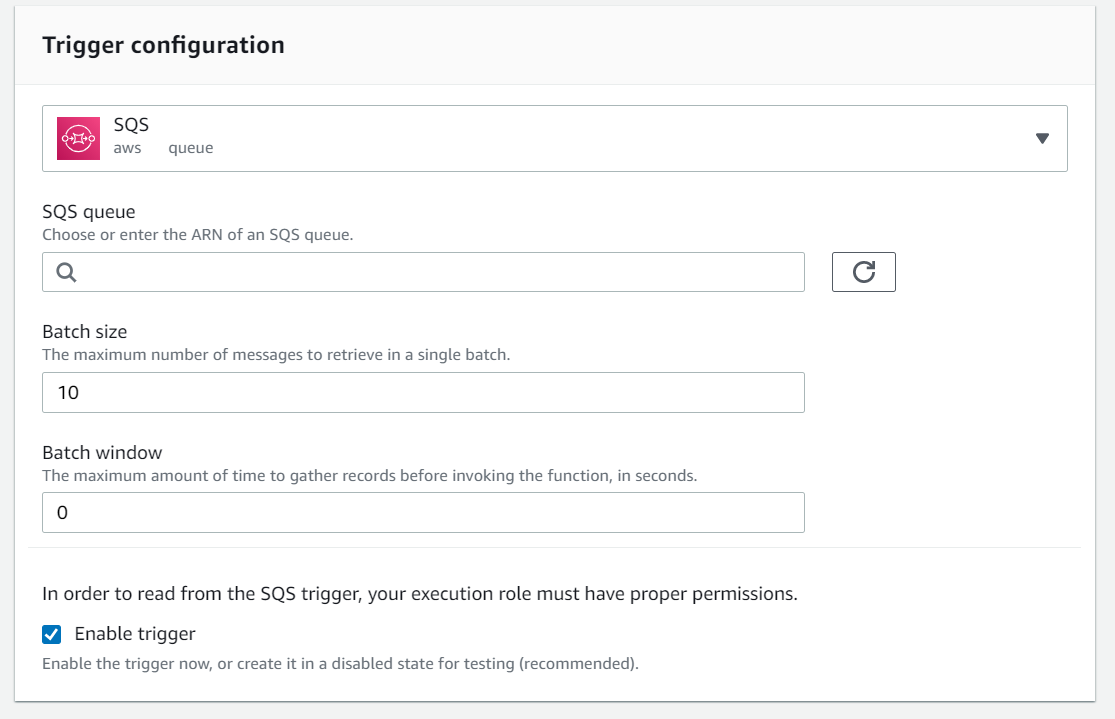 Trigger configuration
SQS
aws queue
SQS queue
Choose or enter the ARN of an SQS queue.
Batch size
The maximum number of messages to retrieve in a single batch.
10
Batch window
The maximum amount of time to gather records before invoking the function, in seconds.
0
In order to read from the SQS trigger, your execution role must have proper permissions.
Enable trigger
Enable the trigger now, or create it in a disabled state for testing (recommended).